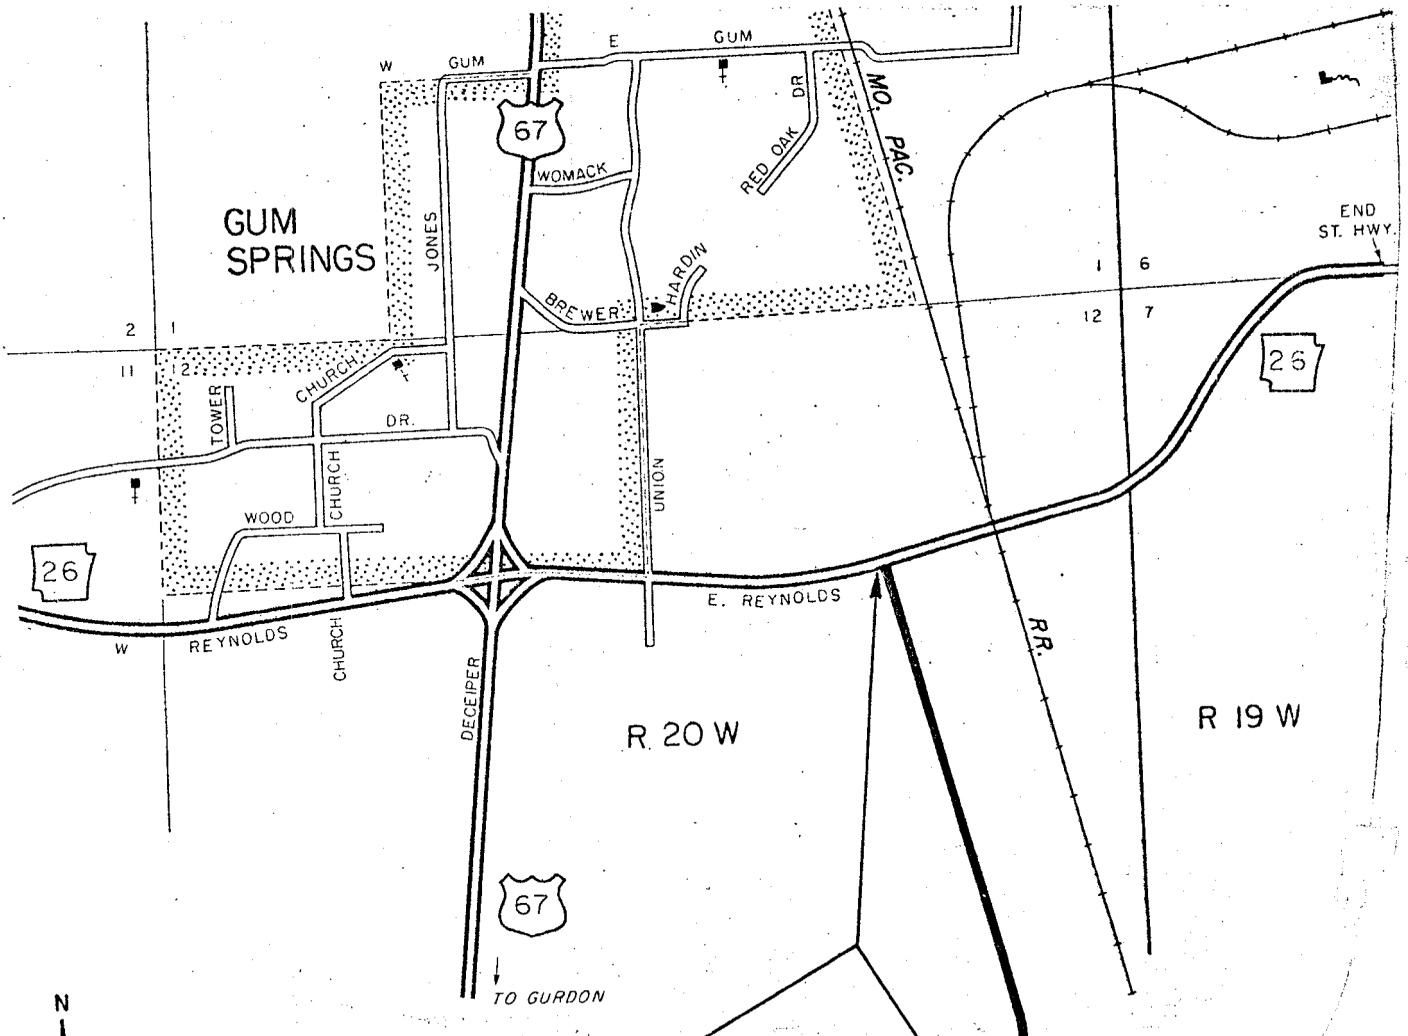 E
GUM
W
GUM
67
MO.
PAC.
DR
RED OAK
WOMACK
JONES
GUM
SPRINGS
HARDIN
BREWER
END
ST. HWY.
1
6
12
7
2
1
11
12
26
CHURCH
TOWER
DR.
CHURCH
UNION
WOOD
26
W
REYNOLDS
CHURCH
E. REYNOLDS
RR.
DECEIPER
R 20 W
R 19 W
67
TO GURDON
N